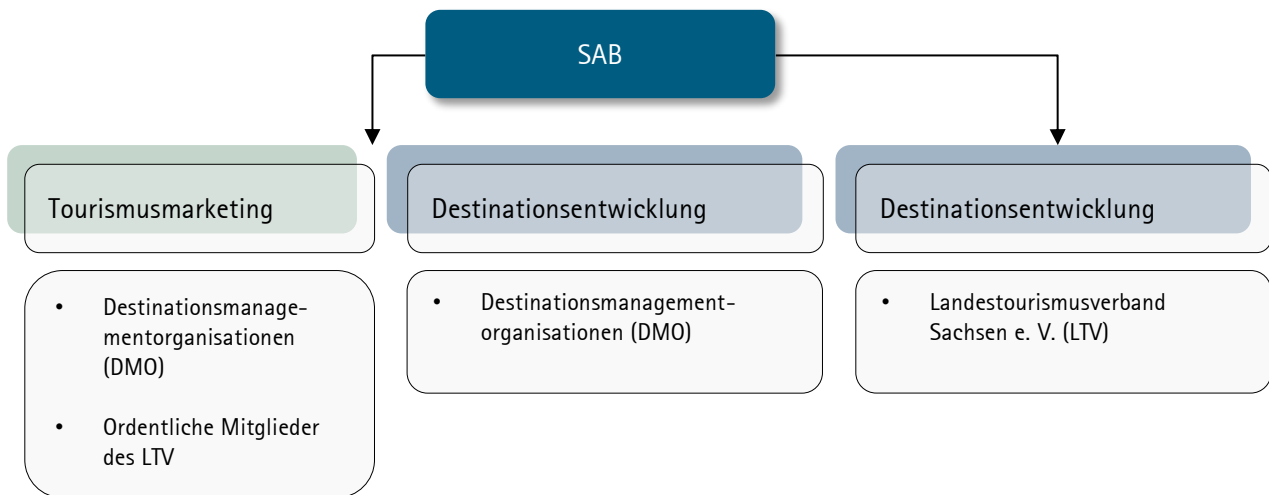 SAB
Tourismusmarketing
• Destinationsmanage-
mentorganisationen
(DMO)
• Ordentliche Mitglieder
des LTV
Destinationsentwicklung
• Destinationsmanagement-
organisationen (DMO)
Destinationsentwicklung
• Landestourismusverband
Sachsen e. V. (LTV)